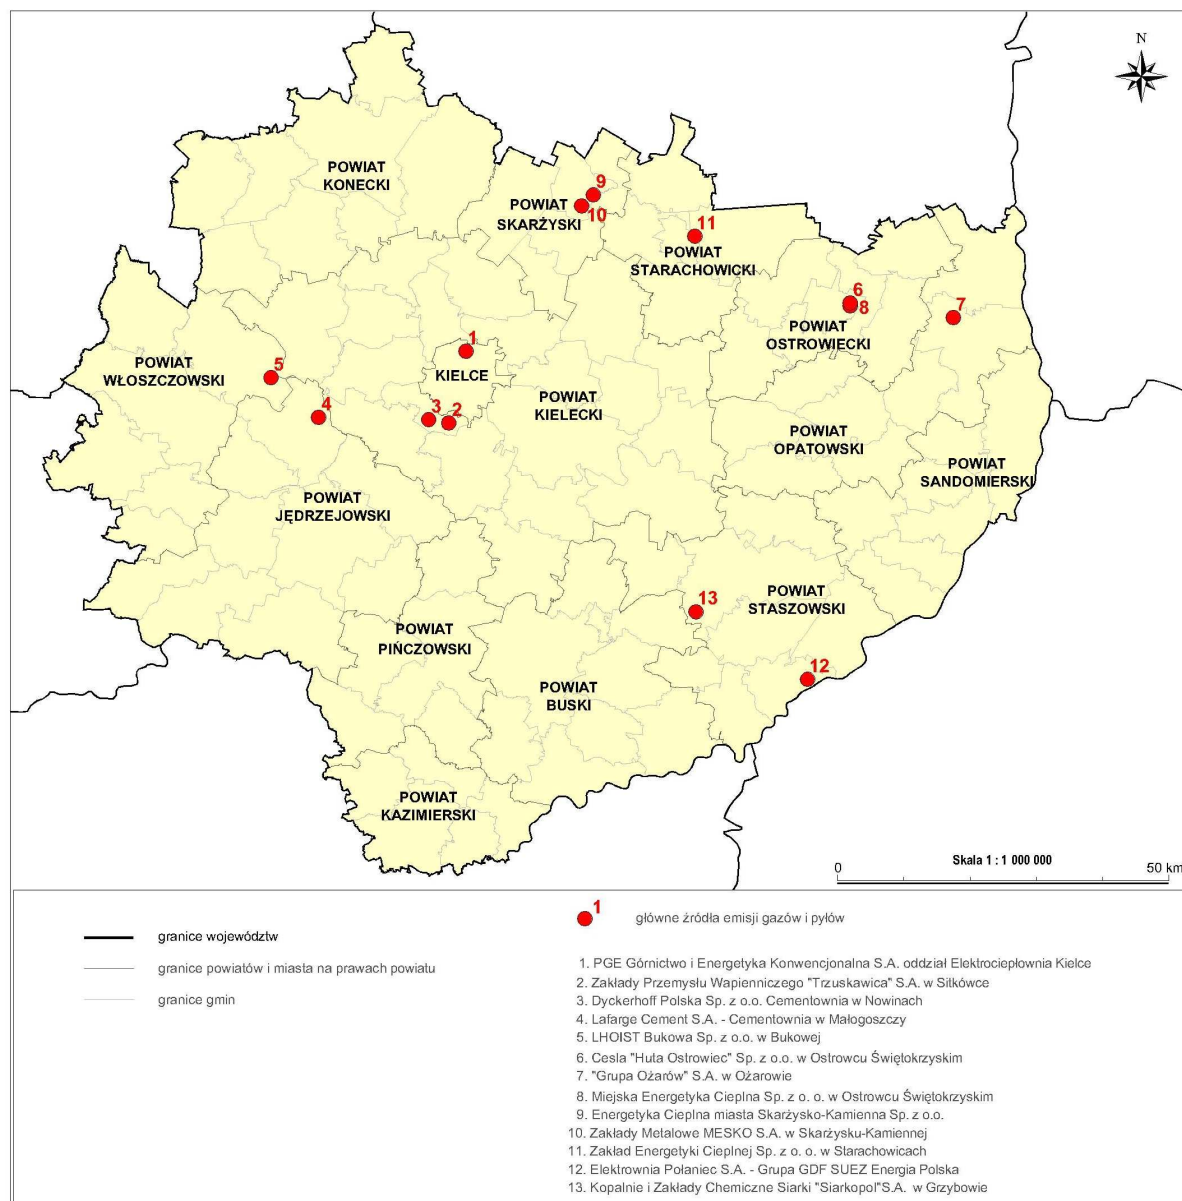 N
POWIAT
KONECKI
9
POWIAT
SKARŻYSKI
10
11
POWIAT
STARACHOWICKI
6
8
7
POWIAT
OSTROWIECKI
1
KIELCE
POWIAT
WŁOSZCZOWSKI
5
4
3
2
POWIAT
KIELECKI
POWIAT
OPATOWSKI
POWIAT
SANDOMIERSKI
POWIAT
JĘDRZEJOWSKI
13
POWIAT
STASZOWSKI
POWIAT
PIŃCZOWSKI
12
POWIAT
BUSKI
POWIAT
KAZIMIERSKI
Skala 1 : 1 000 000
0 50 km
1
główne źródła emisji gazów i pyłów
granice województw
granice powiatów i miasta na prawach powiatu
granice gmin
1. PGE Górnictwo i Energetyka Konwencjonalna S.A. oddział Elektrociepłownia Kielce
2. Zakłady Przemysłu Wapienniczego "Trzuskawica" S.A. w Sitkówce
3. Dyckerhoff Polska Sp. z o.o. Cementownia w Nowinach
4. Lafarge Cement S.A. - Cementownia w Małogoszczy
5. LHOIST Bukowa Sp. z o.o. w Bukowej
6. Cesla "Huta Ostrowiec" Sp. z o.o. w Ostrowcu Świętokrzyskim
7. "Grupa Ożarów" S.A. w Ożarowie
8. Miejska Energetyka Cieplna Sp. z o. o. w Ostrowcu Świętokrzyskim
9. Energetyka Cieplna miasta Skarżysko-Kamienna Sp. z o.o.
10. Zakłady Metalowe MESKO S.A. w Skarżysku-Kamiennej
11. Zakład Energetyki Cieplnej Sp. z o. o. w Starachowicach
12. Elektrownia Połaniec S.A. - Grupa GDF SUEZ Energia Polska
13. Kopalnie i Zakłady Chemiczne Siarki "Siarkopol"S.A. w Grzybowie